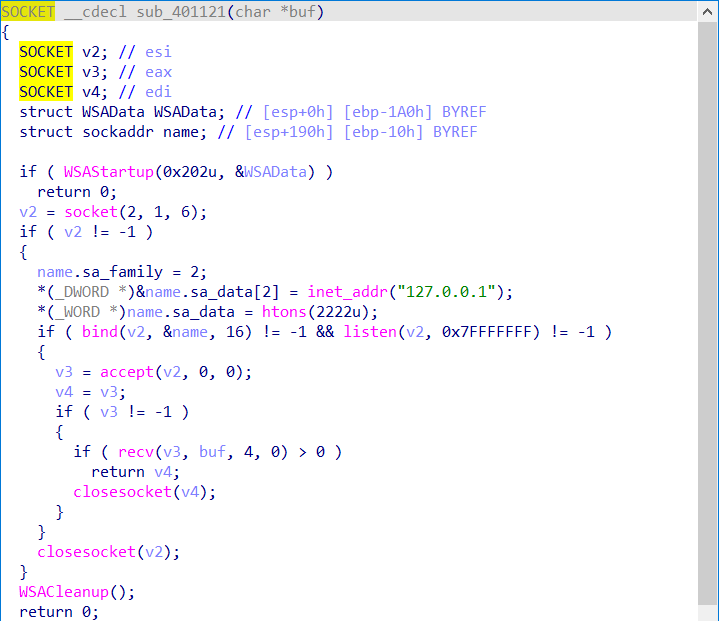 SOCKET __cdecl sub_401121(char *buf)
{
  SOCKET v2; // esi
  SOCKET v3; // eax
  SOCKET v4; // edi
  struct WSAData WSAData; // [esp+0h] [ebp-1A0h] BYREF
  struct sockaddr name; // [esp+190h] [ebp-10h] BYREF

  if ( WSAStartup(0x202u, &WSAData) )
    return 0;
  v2 = socket(2, 1, 6);
  if ( v2 != -1 )
  {
    name.sa_family = 2;
    *(_DWORD *)&name.sa_data[2] = inet_addr("127.0.0.1");
    *(_WORD *)name.sa_data = htons(2222u);
    if ( bind(v2, &name, 16) != -1 && listen(v2, 0x7FFFFFFF) != -1 )
    {
      v3 = accept(v2, 0, 0);
      v4 = v3;
      if ( v3 != -1 )
      {
        if ( recv(v3, buf, 4, 0) > 0 )
          return v4;
        closesocket(v4);
      }
    }
    closesocket(v2);
  }
  WSACleanup();
  return 0;